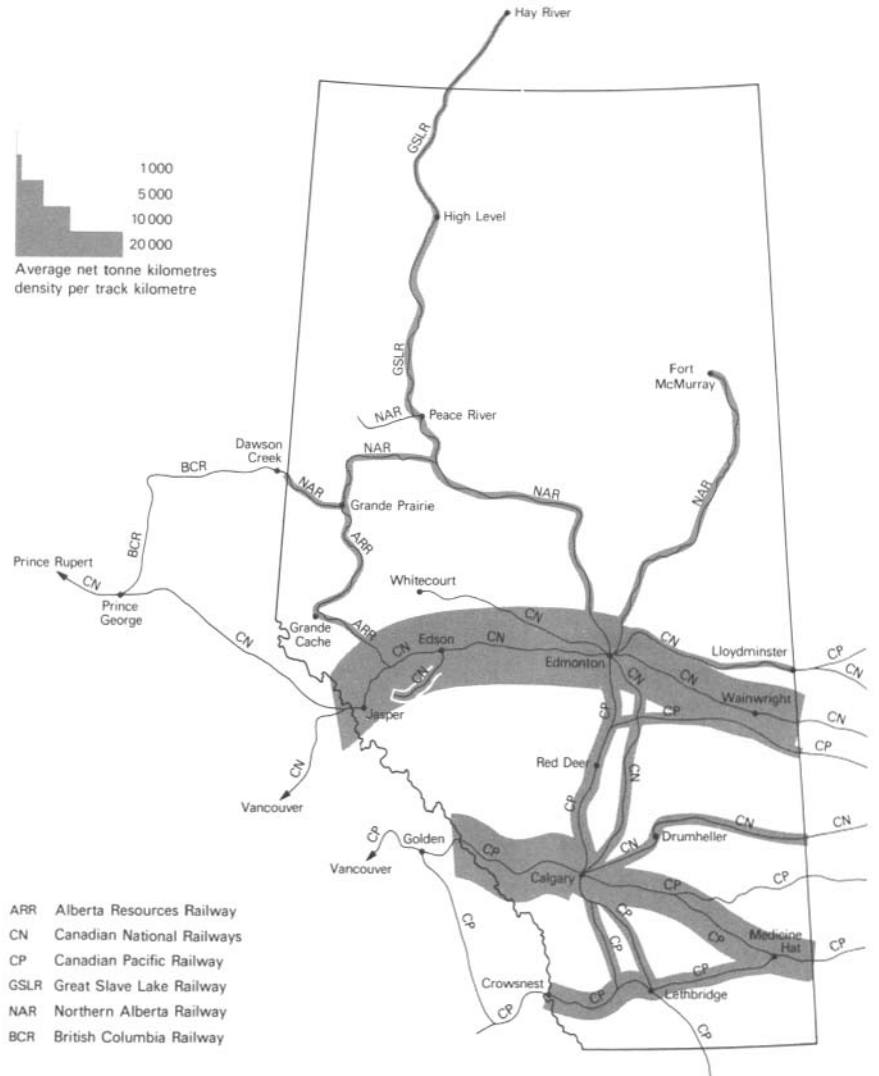 Hay River
GSLR
1 000
5 000
10 000
20 000
Average net tonne kilometres
density per track kilometre
High Level
GSLR
Fort
McMurray
NAR
Peace River
Dawson
Creek
NAR
BCR
NAR
NAR
NAR
Grande Prairie
BCR
ARR
Prince Rupert
CN
Whitecourt
Prince
George
CN
Grande
Cache
ARR
CN
Edson
CN
CN
Edmonton
CN
Lloydminster
CP
CN
CN
CN
CN
Wainwright
Jasper
CP
CP
CN
CP
CN
Red Deer
CN
Vancouver
CP
CN
Drumheller
CN
CN
CP
Golden
Vancouver
CP
Calgary
CP
CP
CP
Medicine
Hat
CP
CP
CP
CP
Crowsnest
CP
CP
CP
Lethbridge
CP
ARR Alberta Resources Railway
CN Canadian National Railways
CP Canadian Pacific Railway
GSLR Great Slave Lake Railway
NAR Northern Alberta Railway
BCR British Columbia Railway